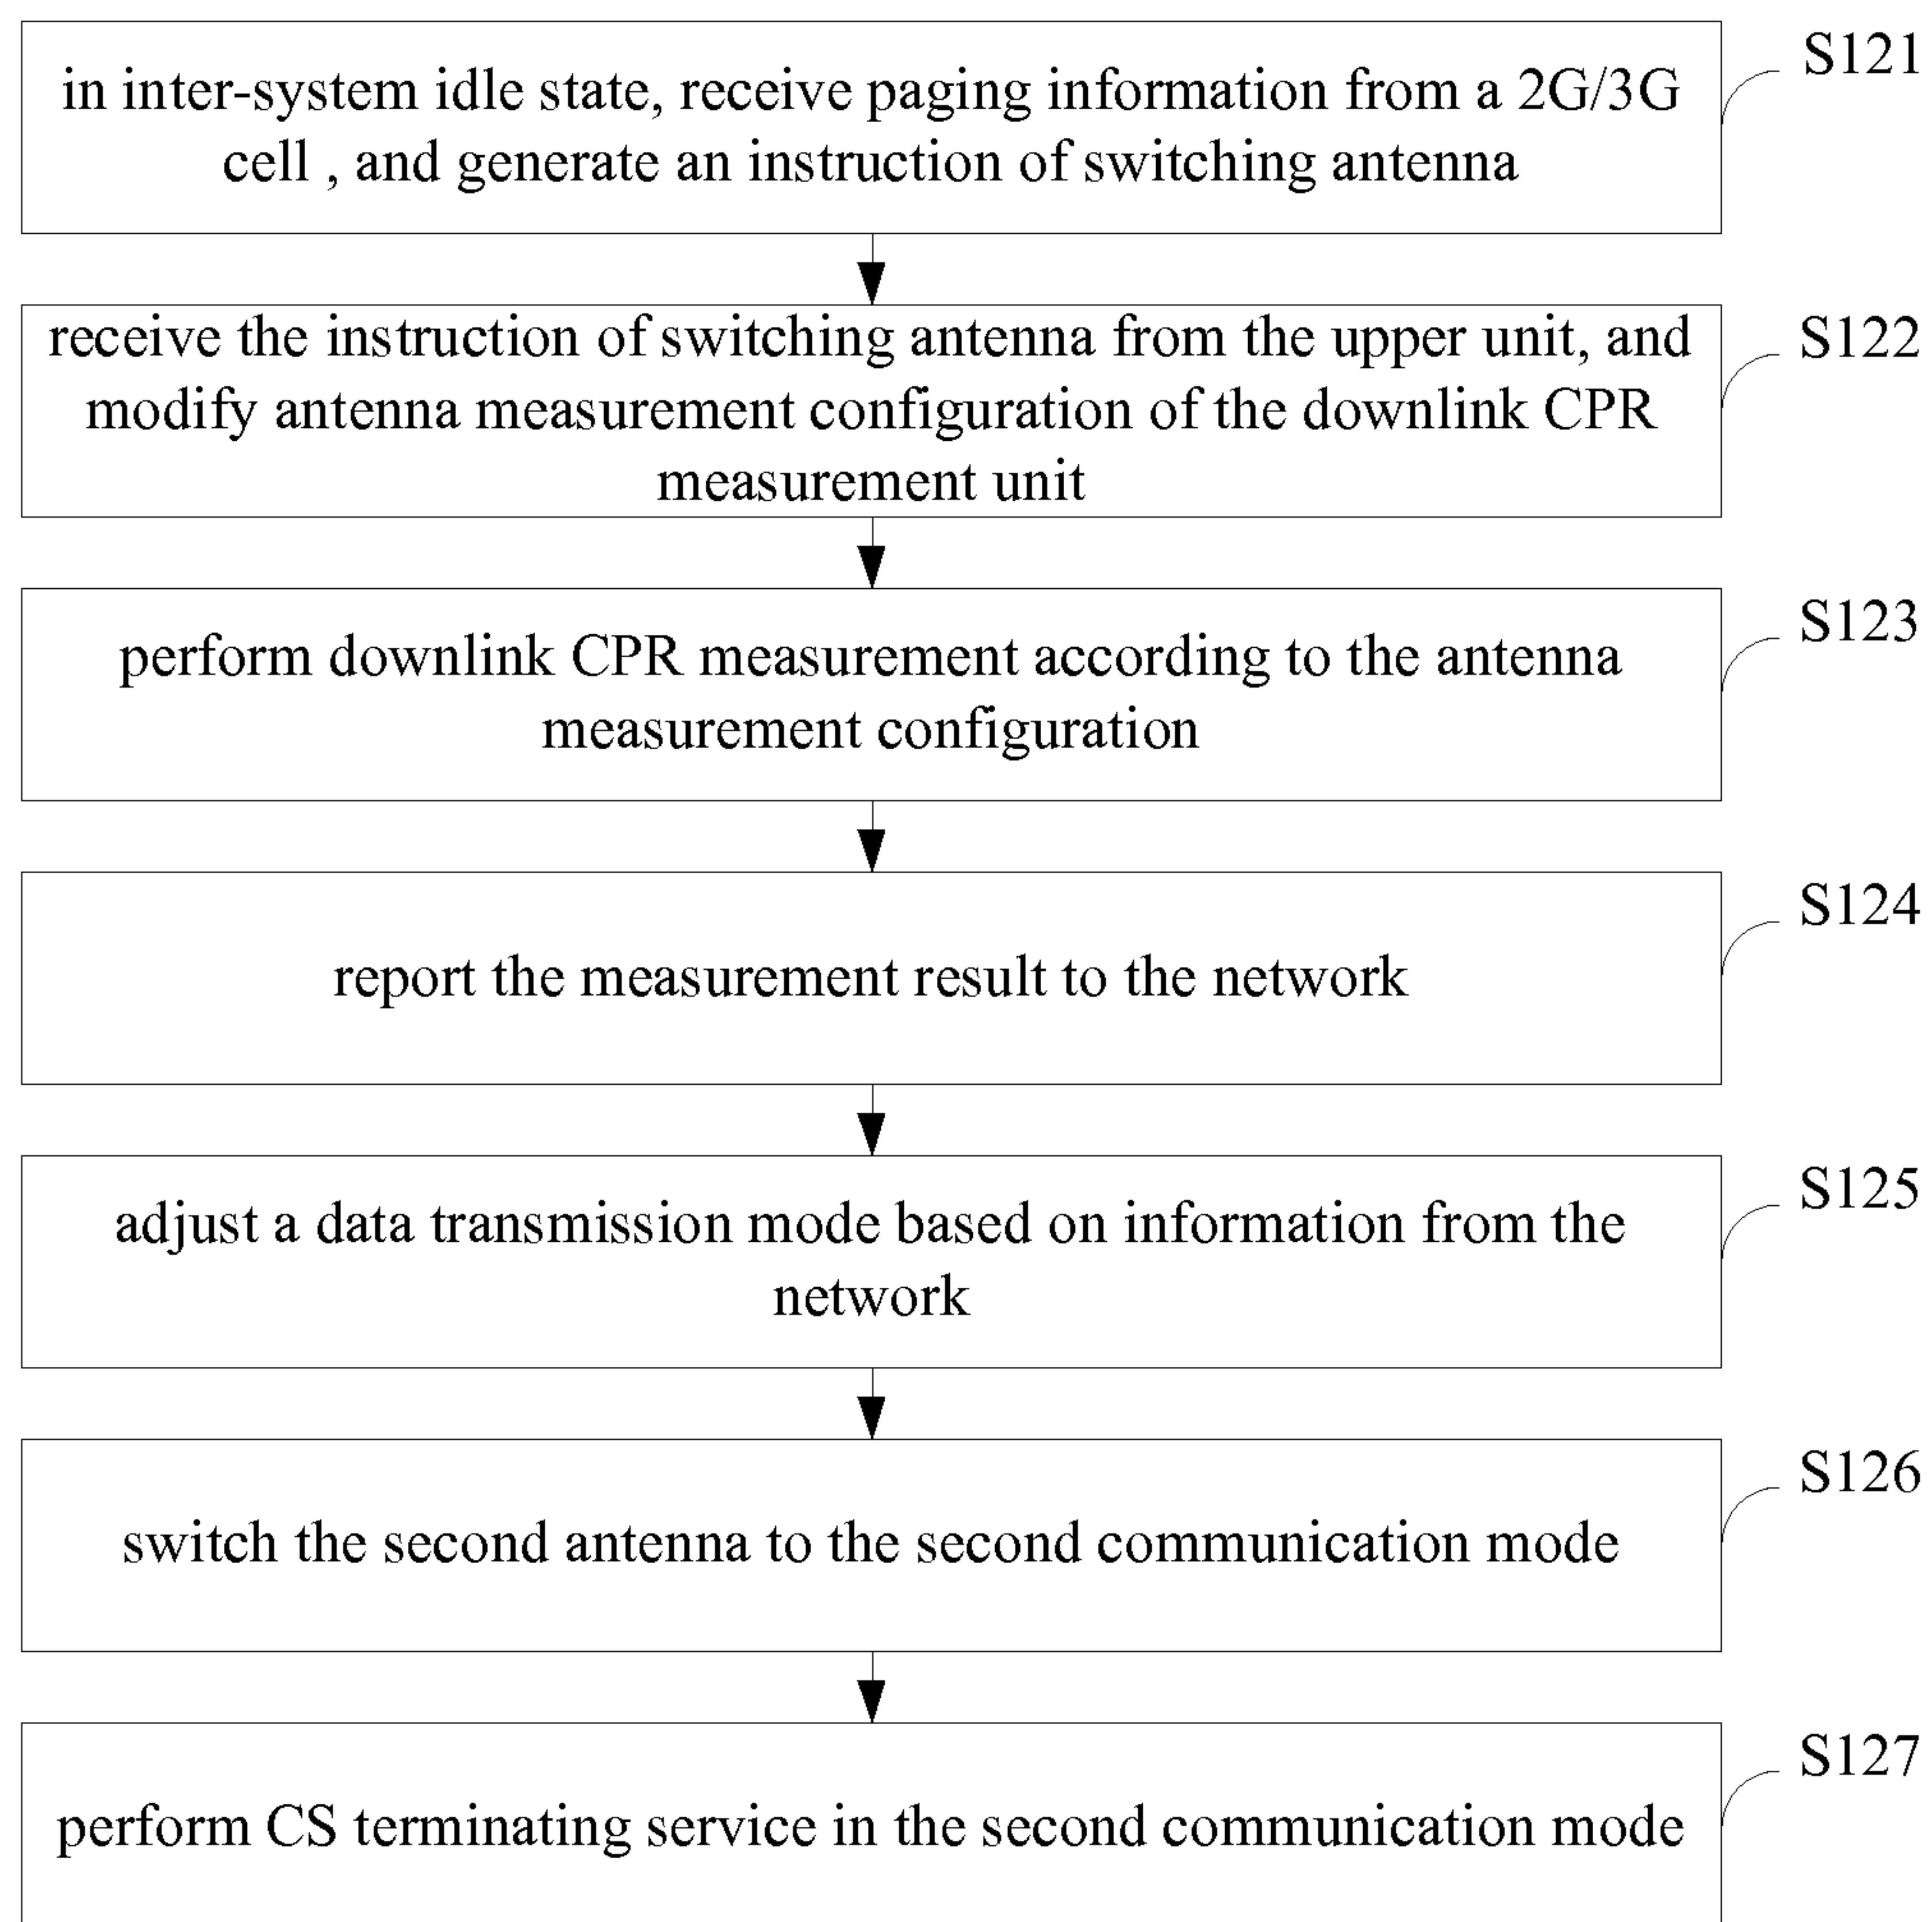 in inter-system idle state, receive paging information from a 2G/3G
cell , and generate an instruction of switching antenna
S121
receive the instruction of switching antenna from the upper unit, and
modify antenna measurement configuration of the downlink CPR
measurement unit
S122
perform downlink CPR measurement according to the antenna
measurement configuration
S123
report the measurement result to the network
S124
adjust a data transmission mode based on information from the
network
S125
switch the second antenna to the second communication mode
S126
perform CS terminating service in the second communication mode
S127